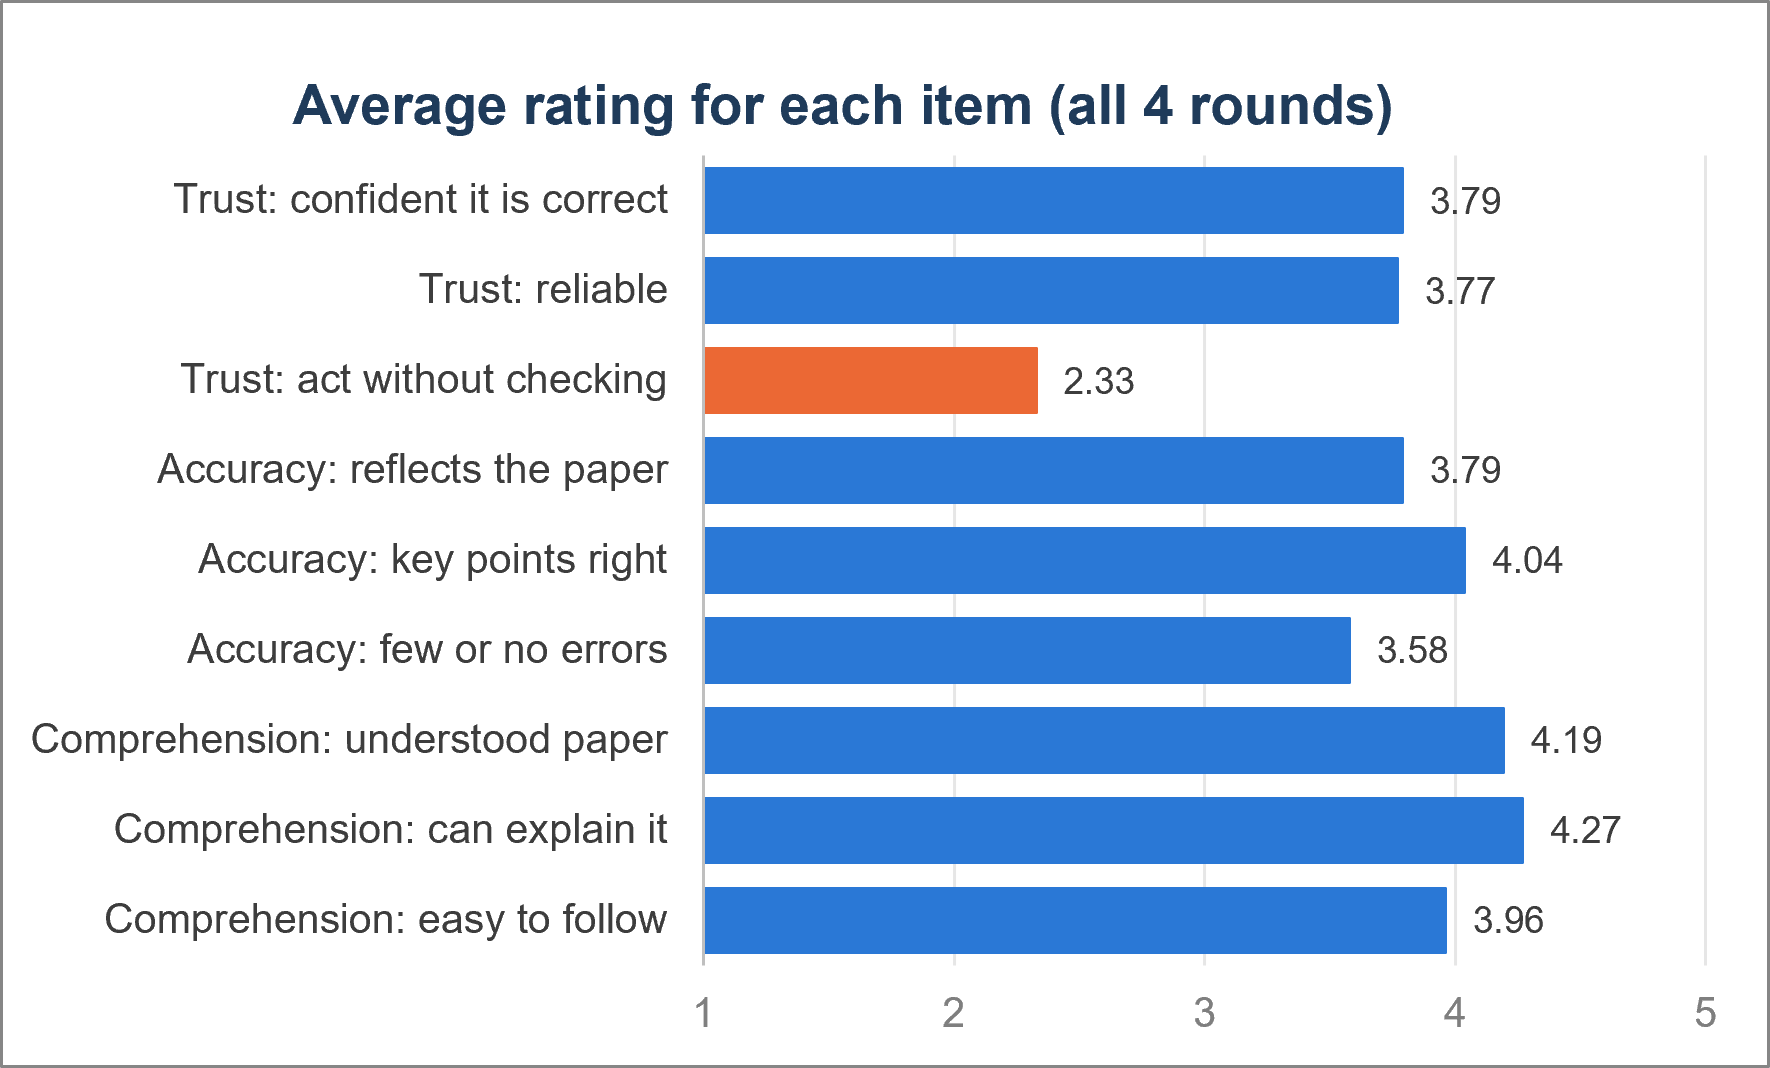 Average rating for each item (all 4 rounds)
Trust: confident it is correct 3.79
Trust: reliable 3.77
Trust: act without checking 2.33
Accuracy: reflects the paper 3.79
Accuracy: key points right 4.04
Accuracy: few or no errors 3.58
Comprehension: understood paper 4.19
Comprehension: can explain it 4.27
Comprehension: easy to follow 3.96
1 2 3 4 5